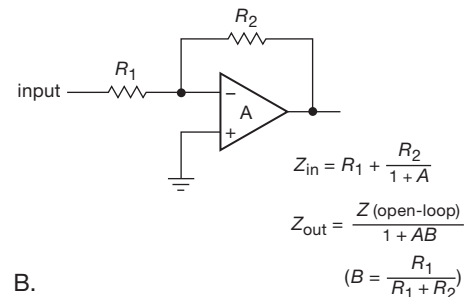 R2
R1
input
−
A
+
Zin = R1 + R2 / 1 + A
Zout = Z (open-loop) / 1 + AB
(B = R1 / R1 + R2)
B.